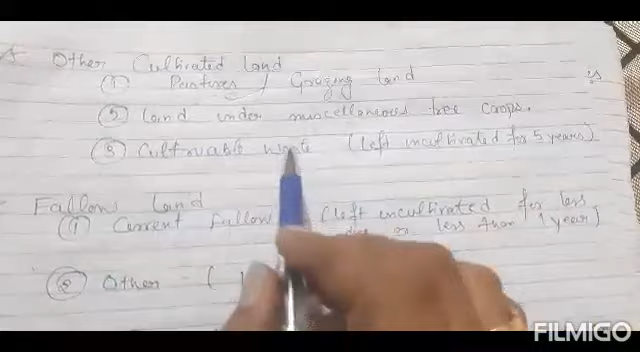 Other Cultivated land
① Pastures / Grazing land
is
② Land under miscellaneous tree Crops.
③ Cultivable waste (left uncultivated for 5 years)
Fallow Land
① Current fallow (left uncultivated for less
or less than 1 year)
② Other (
FILMIGO